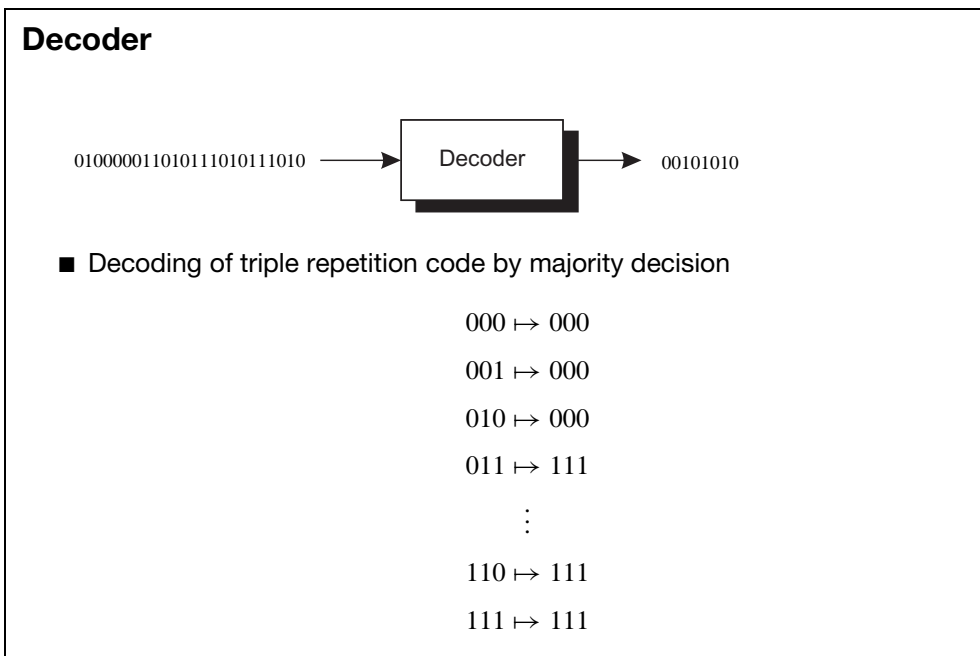 Decoder
010000011010111010111010 Decoder 00101010
■ Decoding of triple repetition code by majority decision
000 ↦ 000
001 ↦ 000
010 ↦ 000
011 ↦ 111
⋮
110 ↦ 111
111 ↦ 111